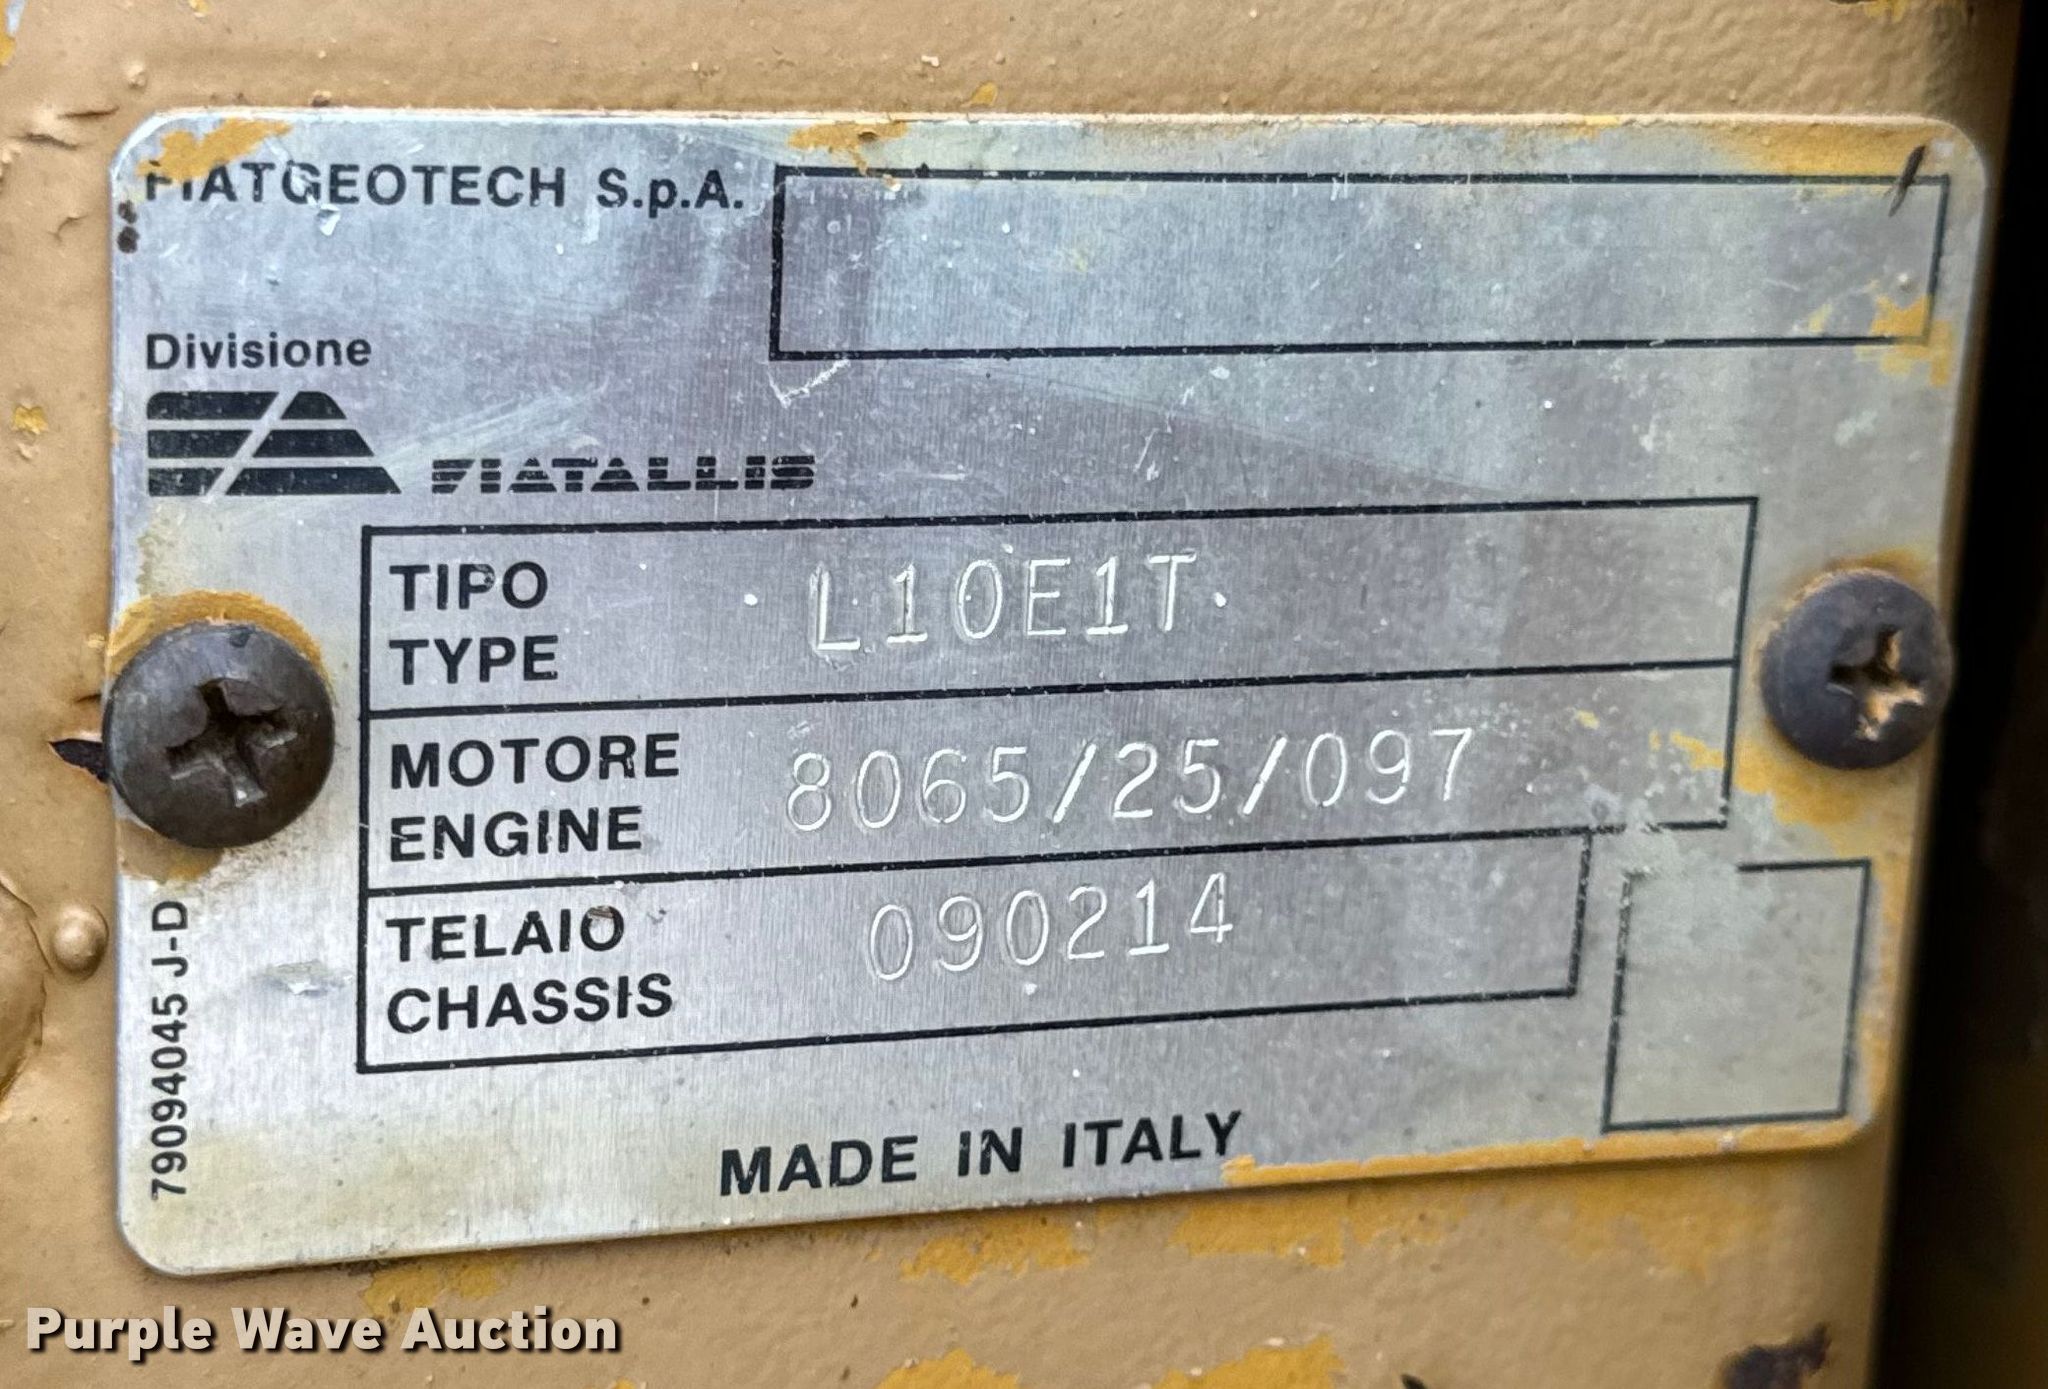 FIATGEOTECH S.p.A.
Divisione
FIATALLIS
TIPO
TYPE
L10E1T
MOTORE
ENGINE
8065/25/097
TELAIO
CHASSIS
090214
MADE IN ITALY
79094045 J-D
Purple Wave Auction